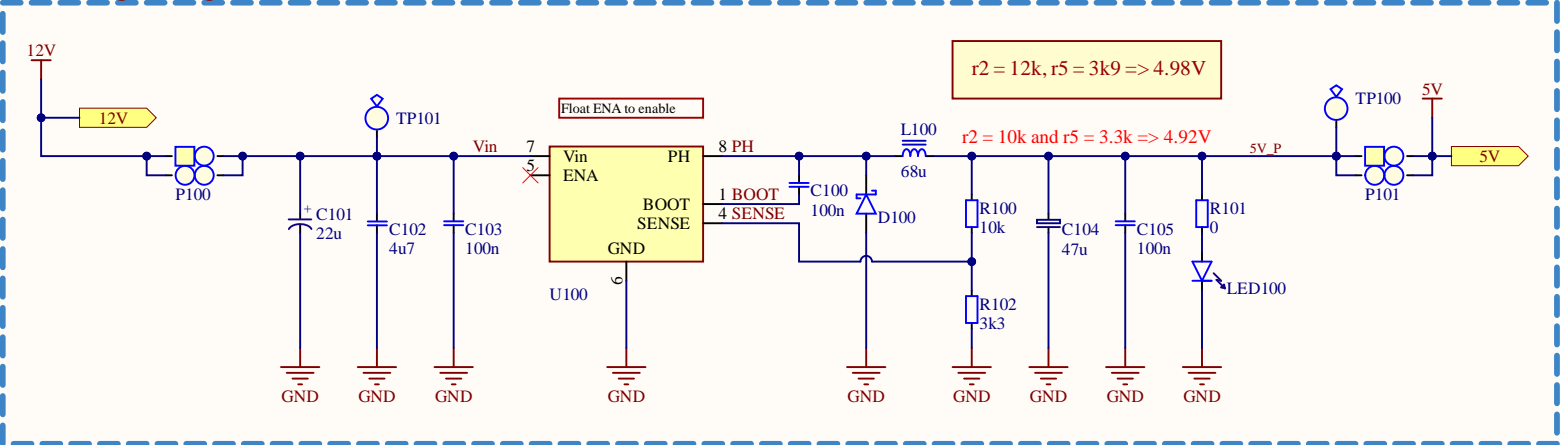 r2 = 12k, r5 = 3k9 => 4.98V
12V
5V
Float ENA to enable
TP101
TP100
12V
L100
r2 = 10k and r5 = 3.3k => 4.92V
Vin
7
Vin
PH
8
PH
5V_P
5V
5
ENA
68u
P100
C100
100n
P101
BOOT
1
BOOT
SENSE
4
SENSE
+
C101
22u
C102
4u7
C103
100n
D100
R100
10k
C104
47u
C105
100n
R101
0
GND
6
U100
LED100
R102
3k3
GND
GND
GND
GND
GND
GND
GND
GND
GND